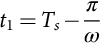 t₁ = Tₛ − π/ω